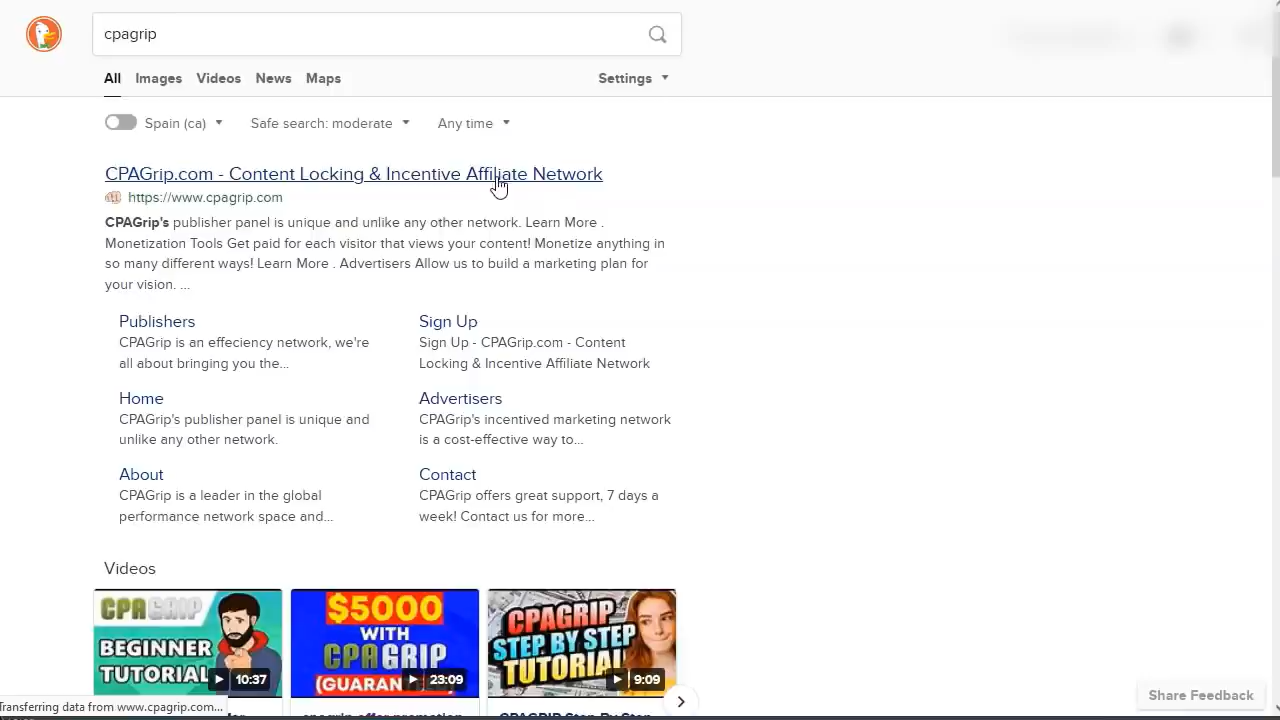 cpagrip
All Images Videos News Maps Settings
Spain (ca) Safe search: moderate Any time
CPAGrip.com - Content Locking & Incentive Affiliate Network
https://www.cpagrip.com
CPAGrip's publisher panel is unique and unlike any other network. Learn More .
Monetization Tools Get paid for each visitor that views your content! Monetize anything in
so many different ways! Learn More . Advertisers Allow us to build a marketing plan for
your vision. ...
Publishers
CPAGrip is an effeciency network, we're
all about bringing you the...
Sign Up
Sign Up - CPAGrip.com - Content
Locking & Incentive Affiliate Network
Home
CPAGrip's publisher panel is unique and
unlike any other network.
Advertisers
CPAGrip's incentived marketing network
is a cost-effective way to...
About
CPAGrip is a leader in the global
performance network space and...
Contact
CPAGrip offers great support, 7 days a
week! Contact us for more...
Videos
CPAGRIP
BEGINNER
TUTORIAL
10:37
$5000
WITH
CPAGRIP
(GUARAN
23:09
CPAGRIP
STEP BY STEP
TUTORIAL
9:09
cpagrip offer promotion
CPAGRIP Step By Step
Share Feedback
Transferring data from www.cpagrip.com...